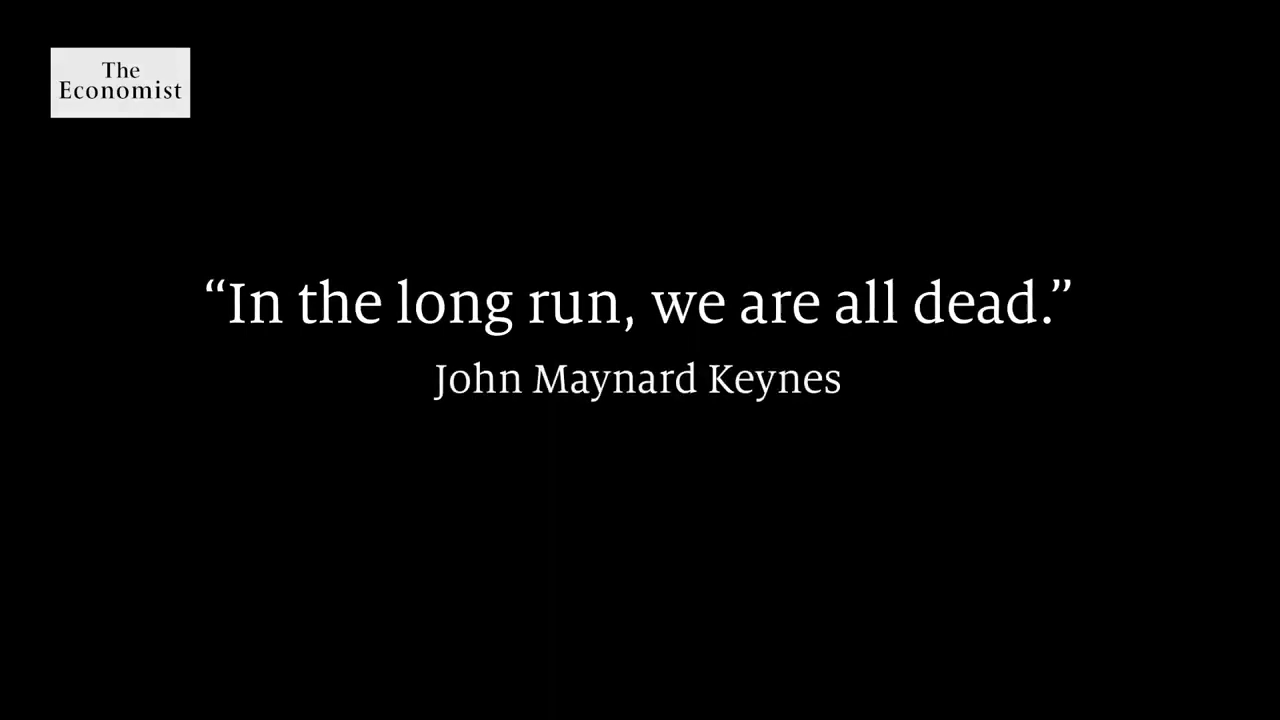 The
Economist
“In the long run, we are all dead.”
John Maynard Keynes